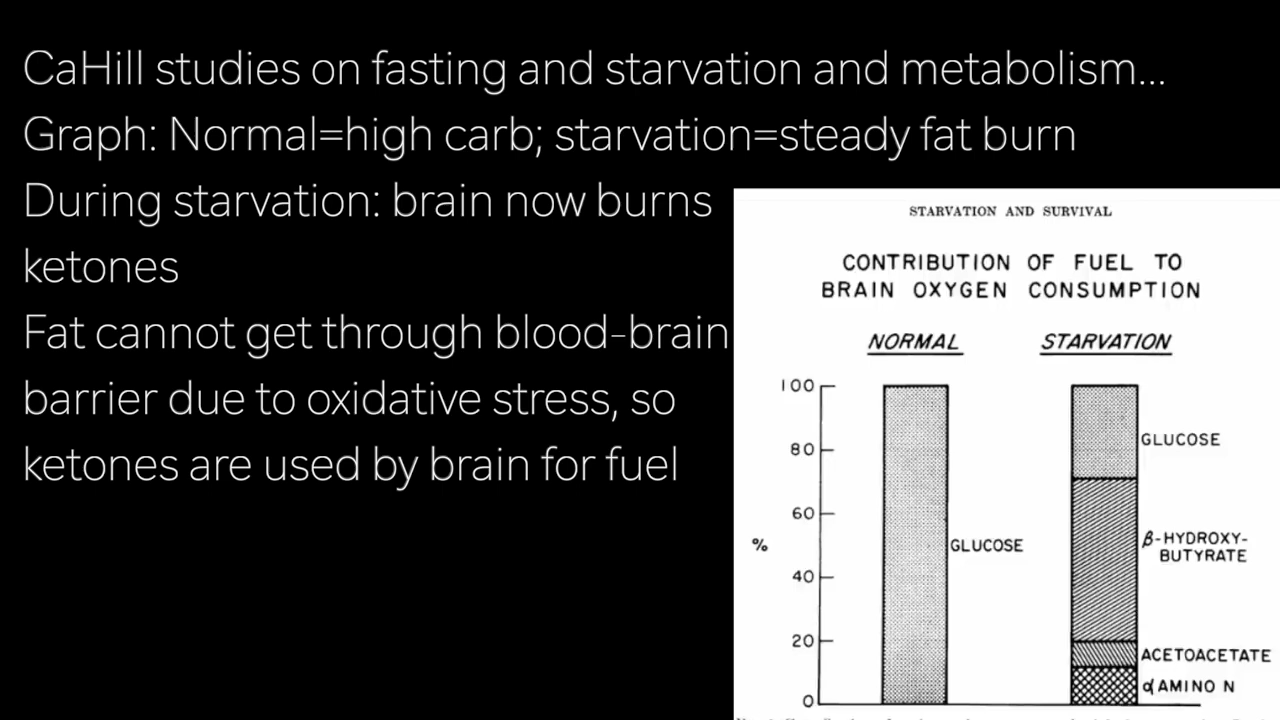 CaHill studies on fasting and starvation and metabolism...
Graph: Normal=high carb; starvation=steady fat burn
During starvation: brain now burns
ketones
Fat cannot get through blood-brain
barrier due to oxidative stress, so
ketones are used by brain for fuel
STARVATION AND SURVIVAL
CONTRIBUTION OF FUEL TO
BRAIN OXYGEN CONSUMPTION
NORMAL STARVATION
100
80
60
%
40
20
0
GLUCOSE
GLUCOSE
β-HYDROXY-
BUTYRATE
ACETOACETATE
α AMINO N